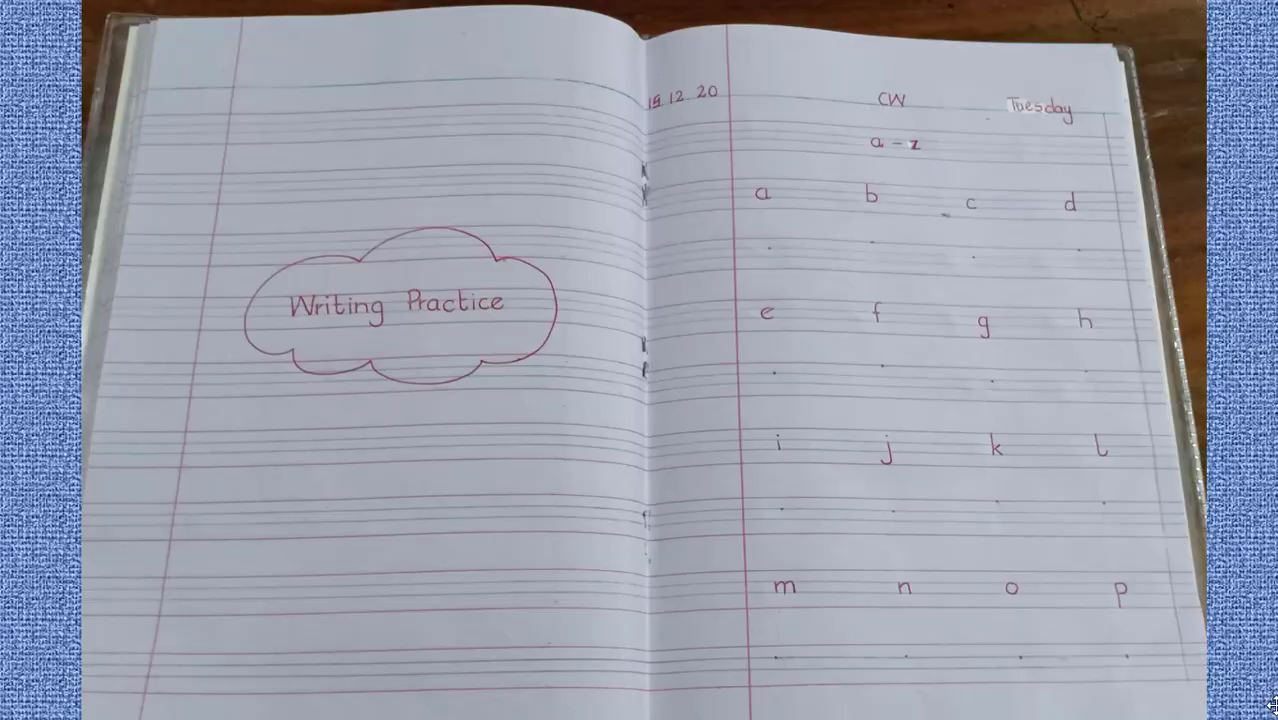 Writing Practice
15 12 20 CW Tuesday
a - z
a b c d
e f g h
i j k l
m n o p